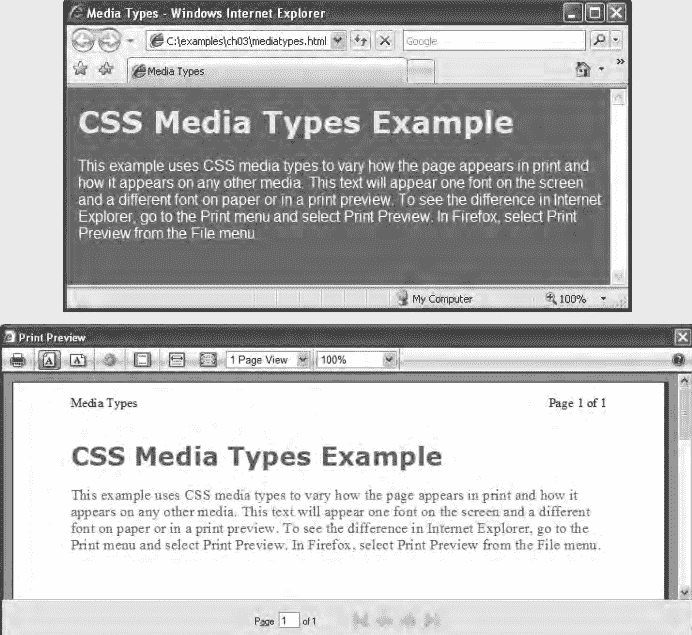 Media Types - Windows Internet Explorer
C:\examples\ch03\mediatypes.html
Google
Media Types
CSS Media Types Example
This example uses CSS media types to vary how the page appears in print and
how it appears on any other media. This text will appear one font on the screen
and a different font on paper or in a print preview. To see the difference in Internet
Explorer, go to the Print menu and select Print Preview. In Firefox, select Print
Preview from the File menu.
My Computer
100%
Print Preview
1 Page View
100%
Media Types
Page 1 of 1
CSS Media Types Example
This example uses CSS media types to vary how the page appears in print and how it
appears on any other media. This text will appear one font on the screen and a different
font on paper or in a print preview. To see the difference in Internet Explorer, go to the
Print menu and select Print Preview. In Firefox, select Print Preview from the File menu.
Page 1 of 1